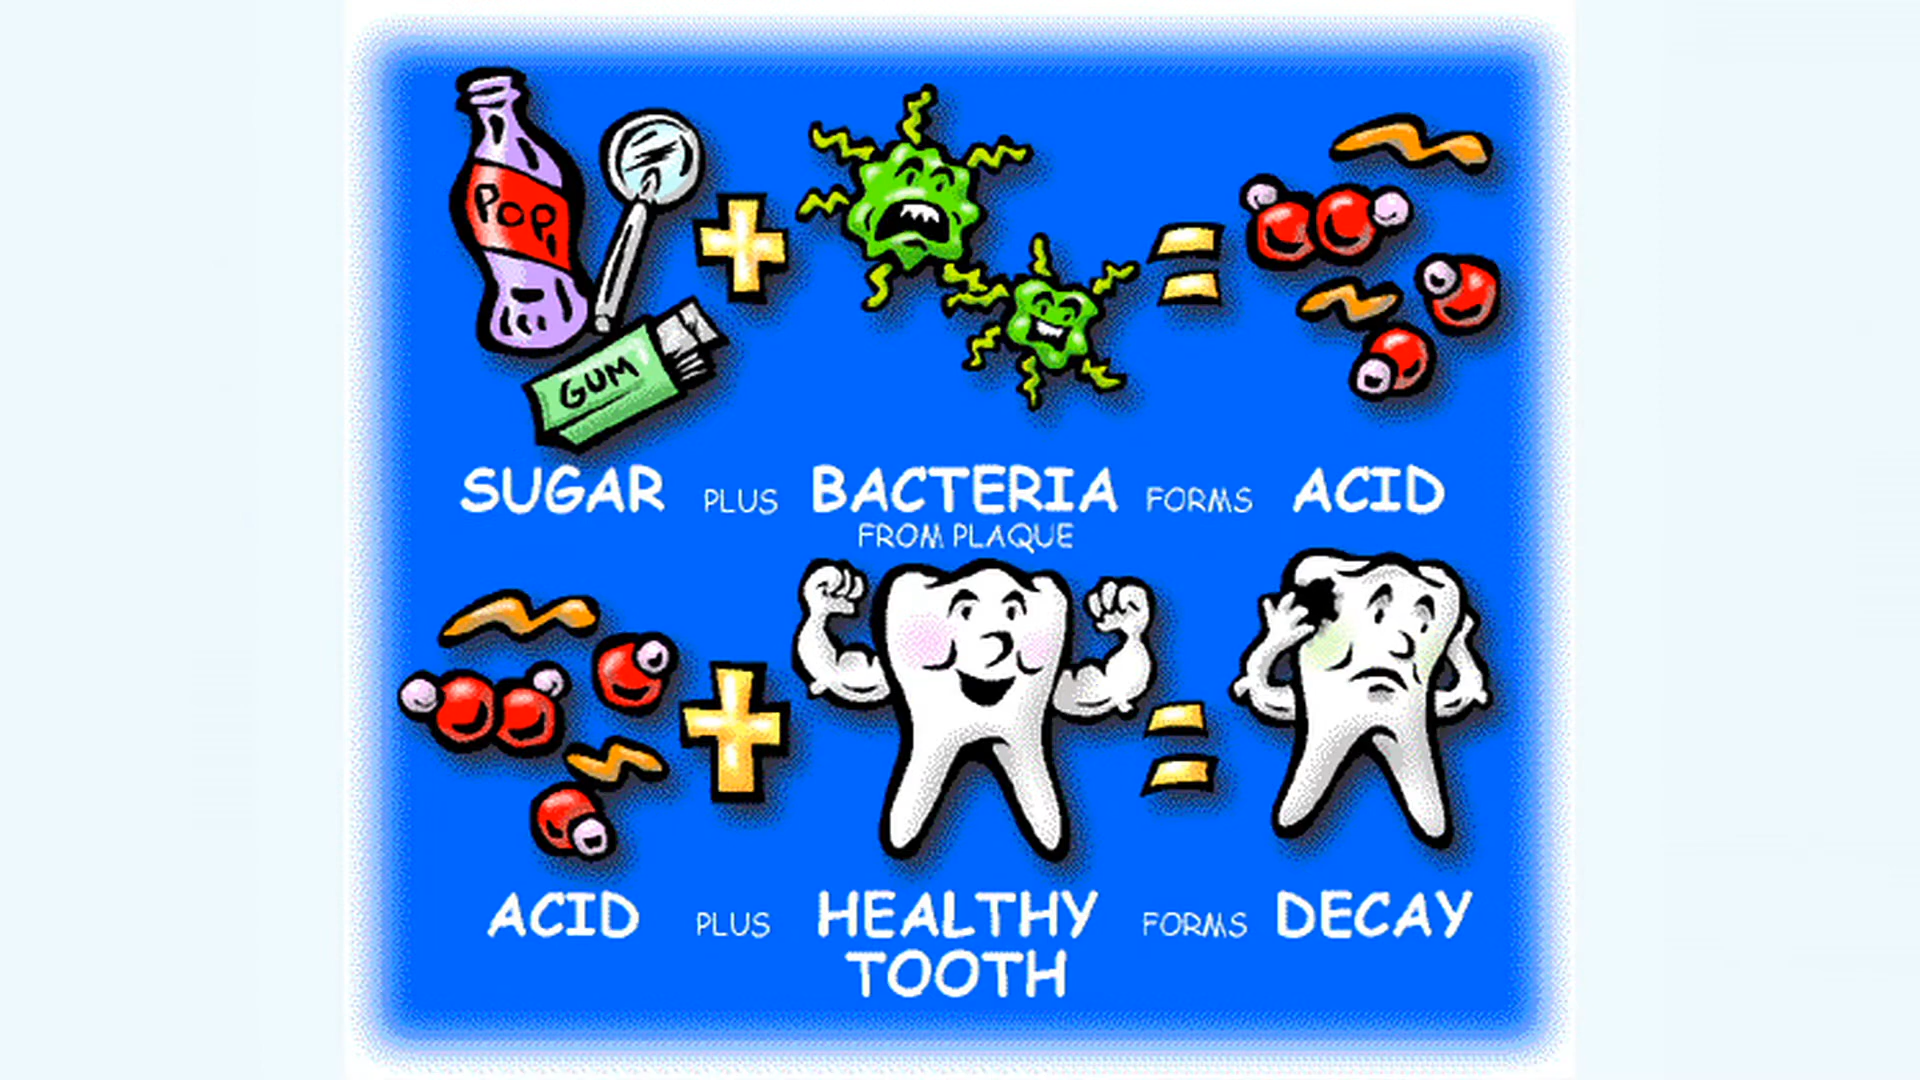 POP
GUM
SUGAR PLUS BACTERIA FORMS ACID
FROM PLAQUE
ACID PLUS HEALTHY FORMS DECAY
TOOTH